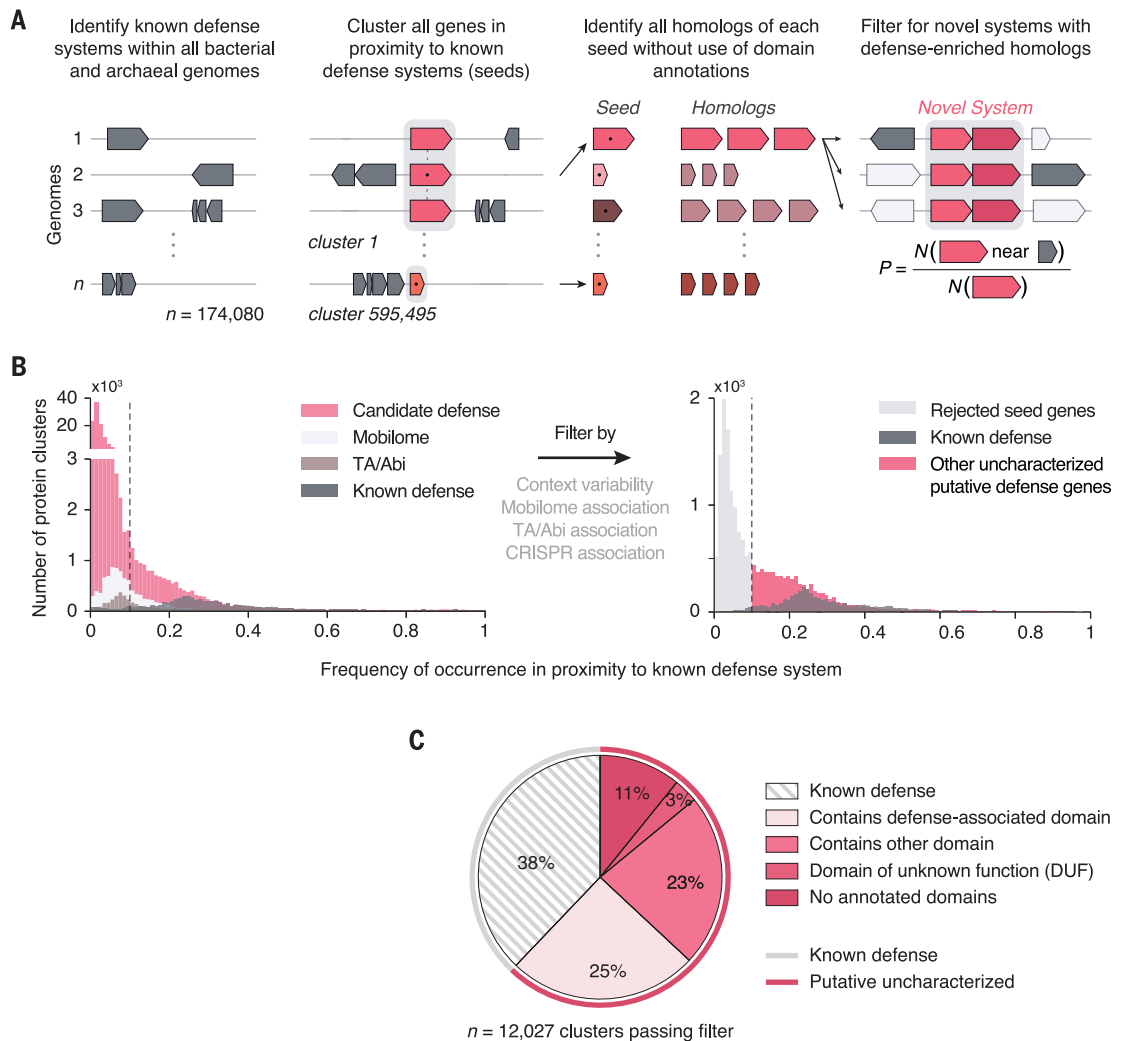 A
Identify known defense
systems within all bacterial
and archaeal genomes
Cluster all genes in
proximity to known
defense systems (seeds)
Identify all homologs of each
seed without use of domain
annotations
Filter for novel systems with
defense-enriched homologs
Seed
Homologs
Novel System
Genomes
1
2
3
n
cluster 1
n = 174,080
cluster 595,495
P = N( near ) / N( )
B
Number of protein clusters
x10³
40
20
3
2
1
0
0
0.2
0.4
0.6
0.8
1
Candidate defense
Mobilome
TA/Abi
Known defense
Filter by
Context variability
Mobilome association
TA/Abi association
CRISPR association
x10³
2
1
0
0
0.2
0.4
0.6
0.8
1
Rejected seed genes
Known defense
Other uncharacterized
putative defense genes
Frequency of occurrence in proximity to known defense system
C
11%
3%
23%
25%
38%
Known defense
Contains defense-associated domain
Contains other domain
Domain of unknown function (DUF)
No annotated domains
Known defense
Putative uncharacterized
n = 12,027 clusters passing filter